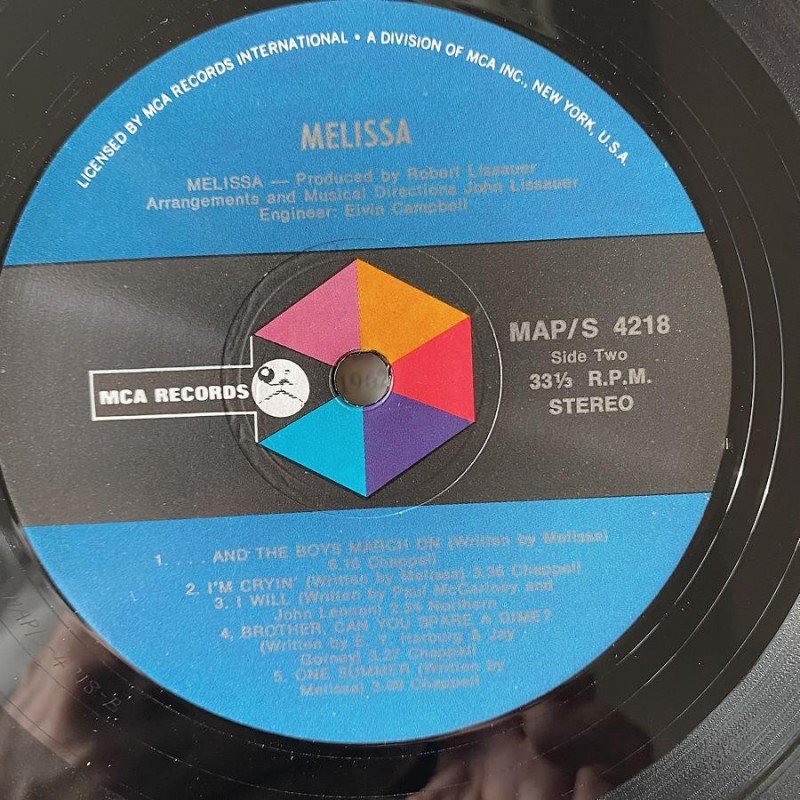 LICENSED BY MCA RECORDS INTERNATIONAL • A DIVISION OF MCA INC., NEW YORK, U.S.A.
MELISSA
MELISSA — Produced by Robert Lissauer
Arrangements and Musical Directions John Lissauer
Engineer: Elvin Campbell
MAP/S 4218
Side Two
33⅓ R.P.M.
STEREO
MCA RECORDS
1. . . . . AND THE BOYS MARCH ON (Written by Melissa)
6.16 Chappell
2. I'M CRYIN' (Written by Melissa) 3.36 Chappell
3. I WILL (Written by Paul McCartney and
John Lennon) 2.54 Northern
4. BROTHER, CAN YOU SPARE A DIME?
(Written by E. Y. Harburg & Jay
Gorney) 3.27 Chappell
5. ONE SUMMER (Written by
Melissa) Chappell